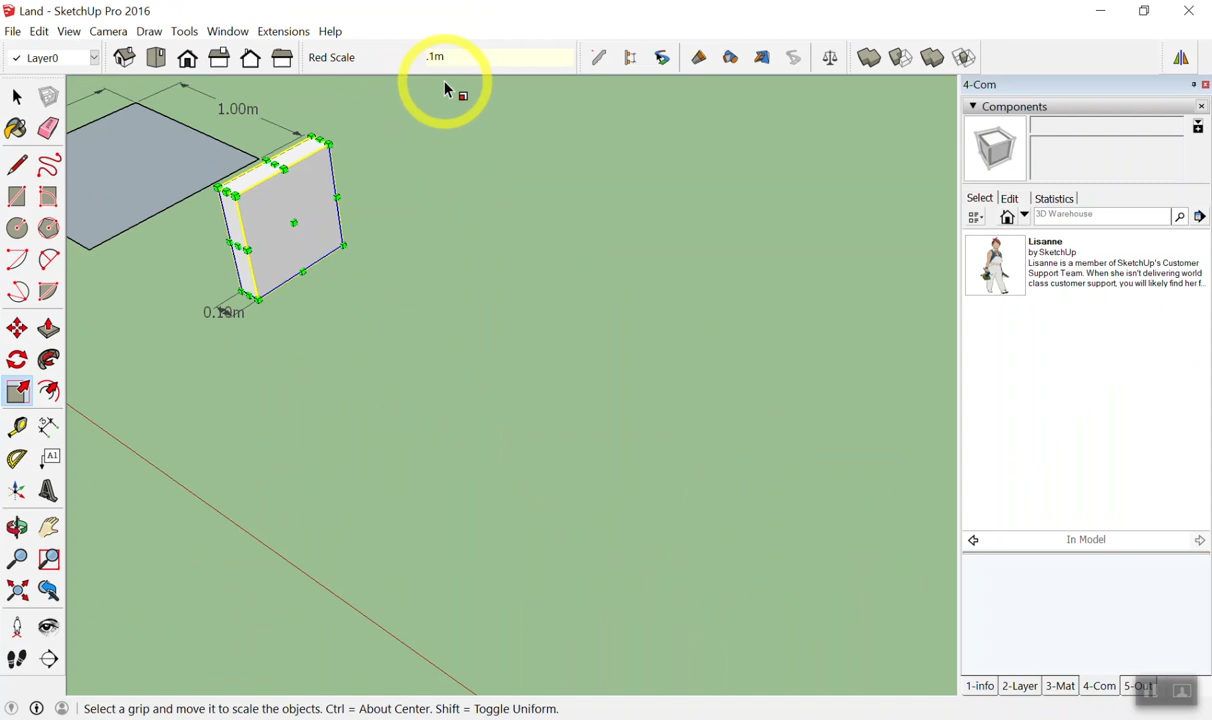 Land - SketchUp Pro 2016
File Edit View Camera Draw Tools Window Extensions Help
Layer0
Red Scale
.1m
4-Com
Components
1.00m
Select Edit Statistics
3D Warehouse
Lisanne
by SketchUp
Lisanne is a member of SketchUp's Customer
Support Team. When she isn't delivering world
class customer support, you will likely find her f...
0.10m
A1
In Model
1-info 2-Layer 3-Mat 4-Com
Select a grip and move it to scale the objects. Ctrl = About Center. Shift = Toggle Uniform.